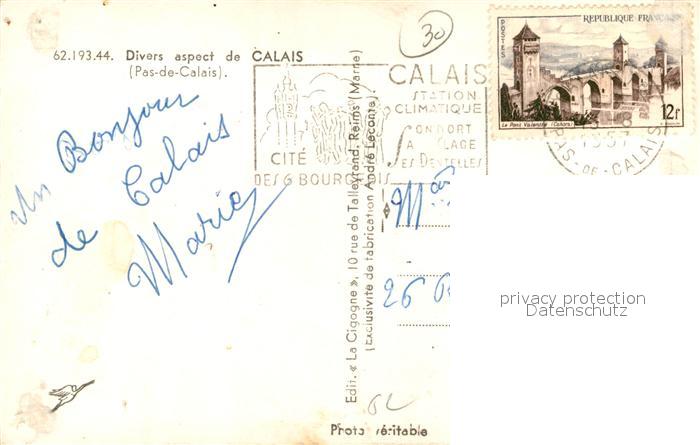 30
62.193.44. Divers aspect de CALAIS
(Pas-de-Calais).
Un Bonjour
de Calais
Marie
CITÉ
DES 6 BOURGEOIS
CALAIS
STATION
CLIMATIQUE
SON PORT
SA PLAGE
SES DENTELLES
POSTES
REPUBLIQUE FRANÇAISE
Le Pont Valentré (Cahors)
12f
1957
PAS-DE-CALAIS
Edit. « La Cigogne », 10 rue de Talleyrand. Reims (Marne)
(Exclusivité de fabrication André Leconte)
26
privacy protection
Datenschutz
Photo véritable